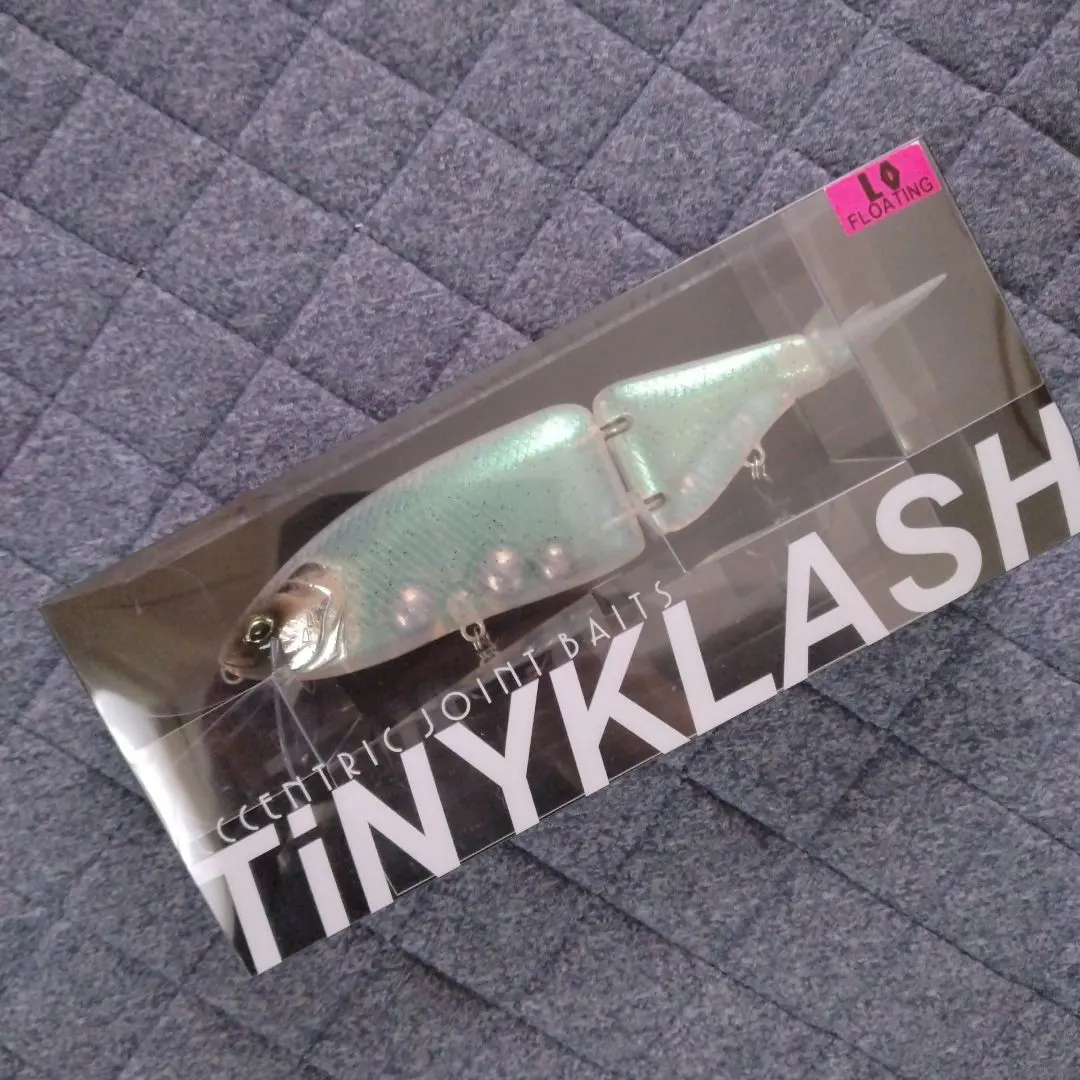 LO
FLOATING
CCENTRIC JOINT BAITS
TiNYKLASH